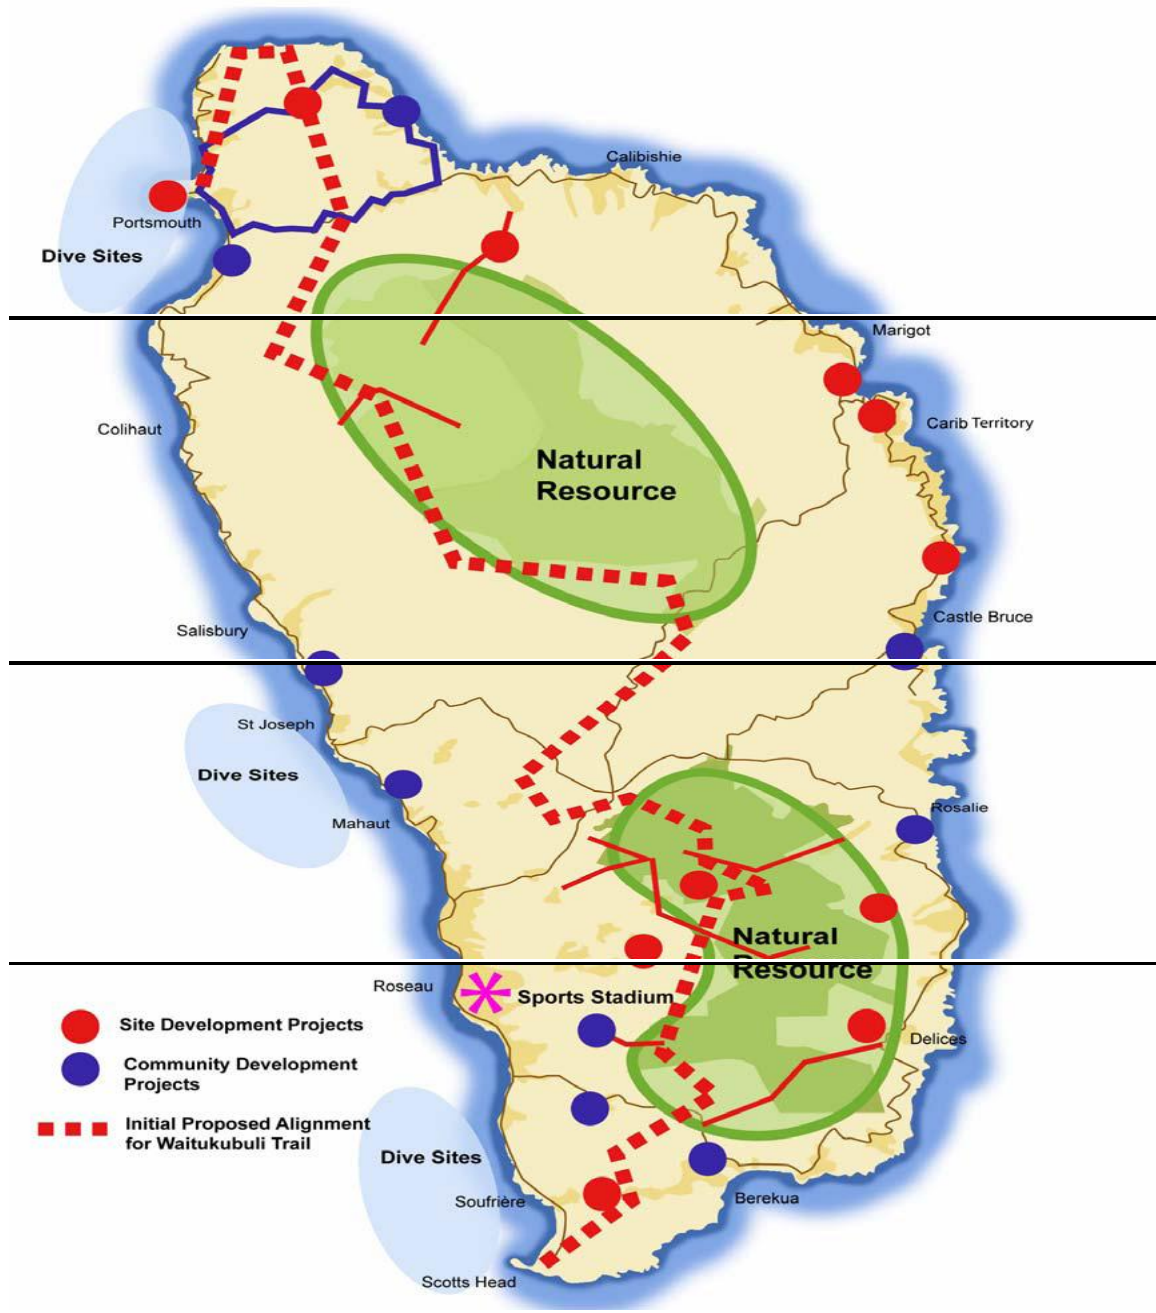 Calibishie
Portsmouth
Dive Sites
Marigot
Colihaut
Carib Territory
Natural
Resource
Salisbury
Castle Bruce
St Joseph
Dive Sites
Mahaut
Rosalie
Natural
Resource
Roseau
Sports Stadium
Site Development Projects
Delices
Community Development
Projects
Initial Proposed Alignment
for Waitukubuli Trail
Dive Sites
Soufrière
Berekua
Scotts Head